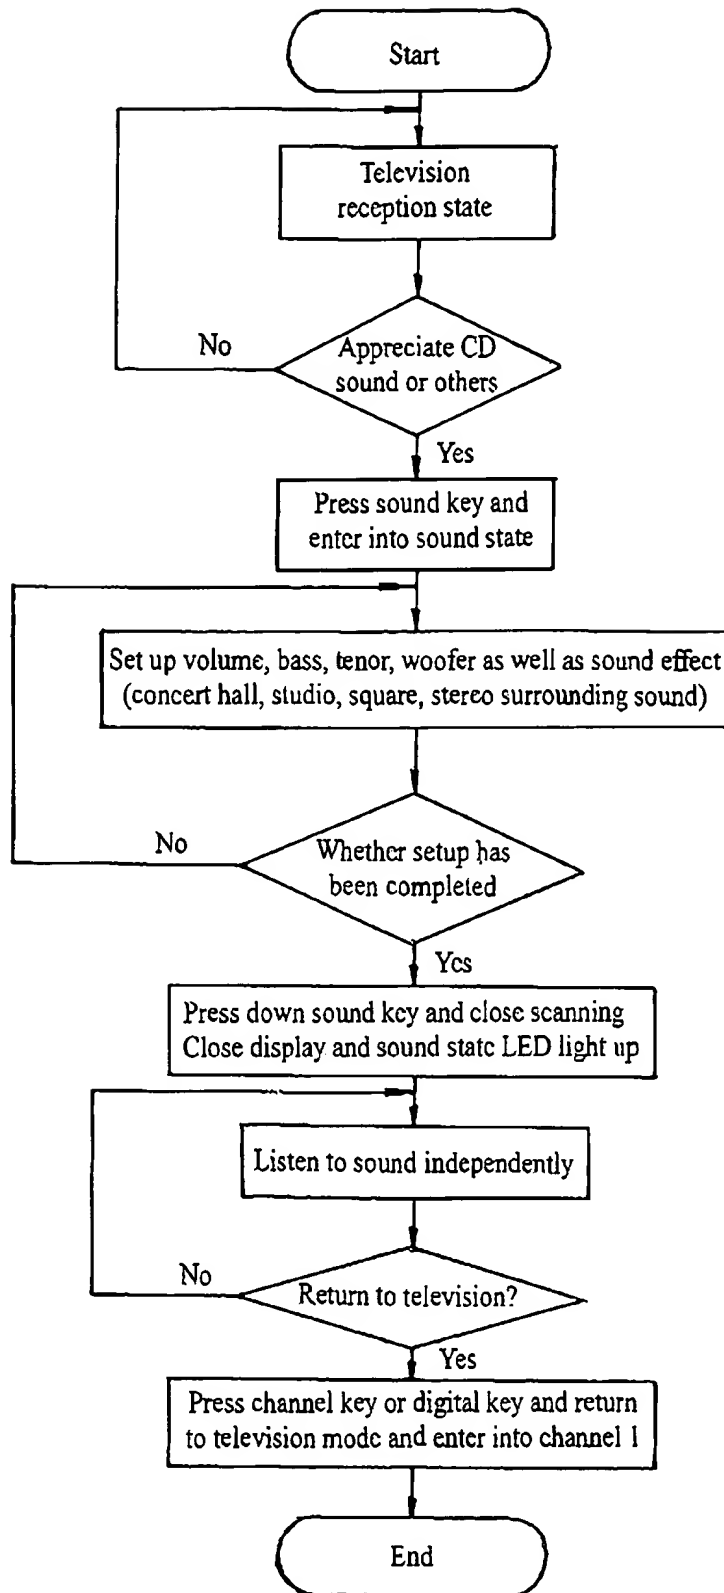 Start
Television
reception state
No
Appreciate CD
sound or others
Yes
Press sound key and
enter into sound state
Set up volume, bass, tenor, woofer as well as sound effect
(concert hall, studio, square, stereo surrounding sound)
No
Whether setup has
been completed
Yes
Press down sound key and close scanning
Close display and sound state LED light up
Listen to sound independently
No
Return to television?
Yes
Press channel key or digital key and return
to television mode and enter into channel 1
End